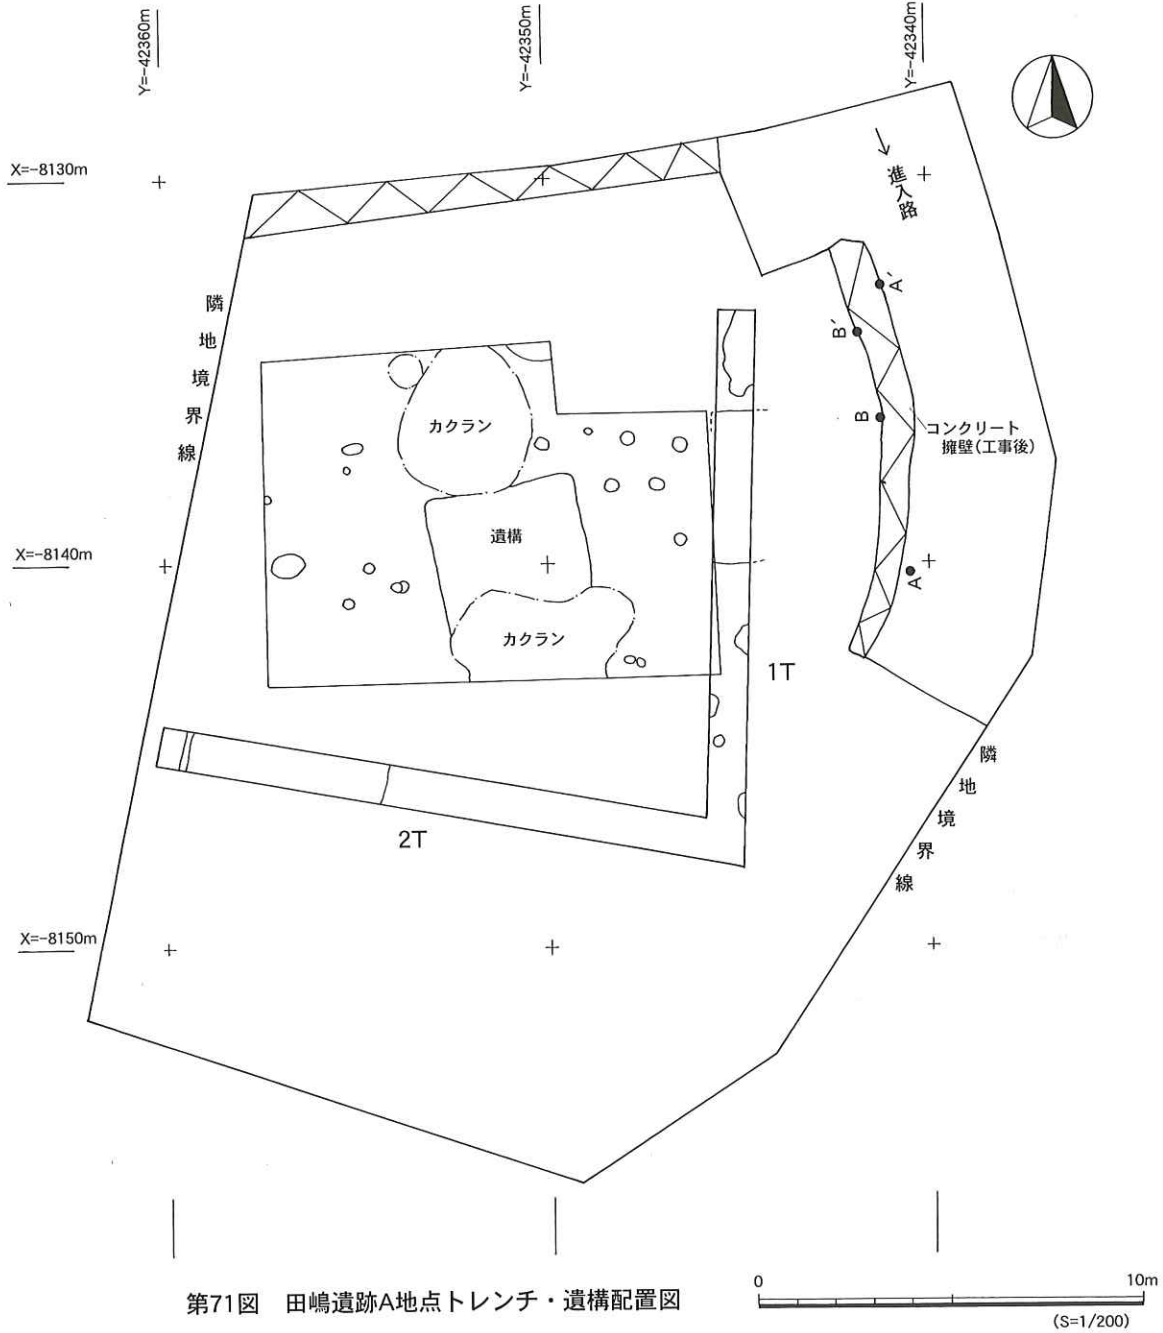 Y=-42360m
Y=-42350m
Y=-42340m
X=-8130m
進入路
A´
隣地境界線
B´
カクラン
B
コンクリート
擁壁(工事後)
遺構
X=-8140m
A
カクラン
1T
隣地境界線
2T
X=-8150m
0
10m
第71図 田嶋遺跡A地点トレンチ・遺構配置図
(S=1/200)